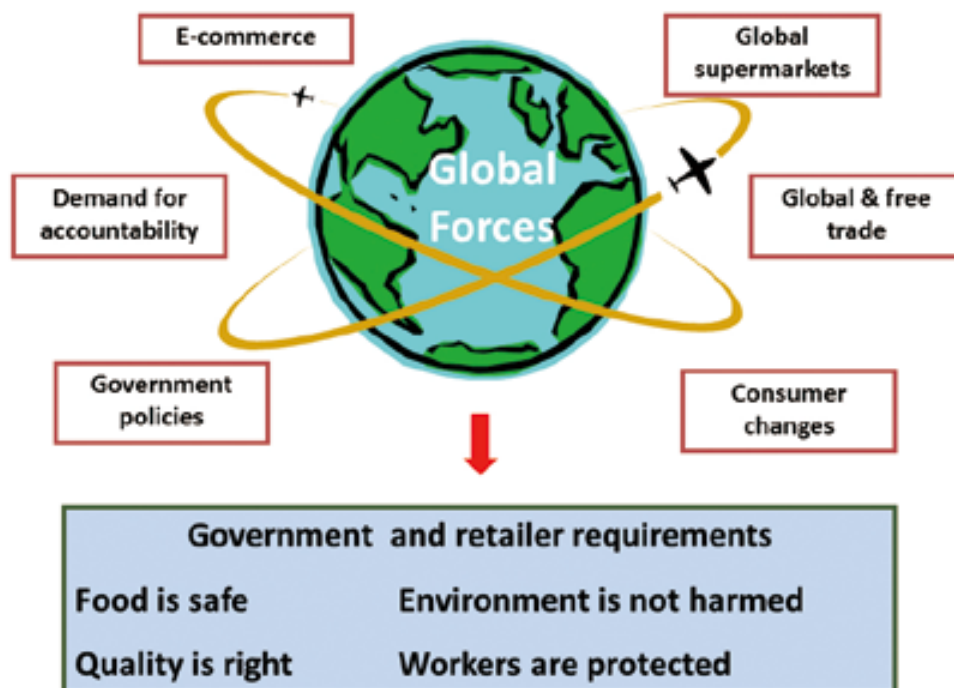 E-commerce
Global
supermarkets
Global
Forces
Demand for
accountability
Global & free
trade
Government
policies
Consumer
changes
Government and retailer requirements
Food is safe
Environment is not harmed
Quality is right
Workers are protected